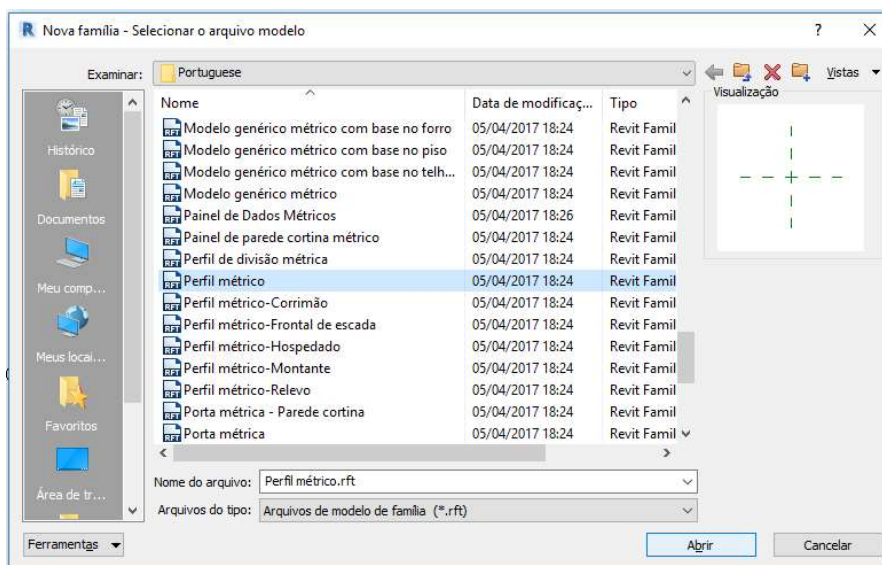 Nova família - Selecionar o arquivo modelo
Examinar: Portuguese Vistas
Nome Data de modificaç... Tipo Visualização
Modelo genérico métrico com base no forro 05/04/2017 18:24 Revit Famil
Modelo genérico métrico com base no piso 05/04/2017 18:24 Revit Famil
Modelo genérico métrico com base no telh... 05/04/2017 18:24 Revit Famil
Modelo genérico métrico 05/04/2017 18:24 Revit Famil
Painel de Dados Métricos 05/04/2017 18:26 Revit Famil
Painel de parede cortina métrico 05/04/2017 18:24 Revit Famil
Perfil de divisão métrica 05/04/2017 18:24 Revit Famil
Perfil métrico 05/04/2017 18:24 Revit Famil
Perfil métrico-Corrimão 05/04/2017 18:24 Revit Famil
Perfil métrico-Frontal de escada 05/04/2017 18:24 Revit Famil
Perfil métrico-Hospedado 05/04/2017 18:24 Revit Famil
Perfil métrico-Montante 05/04/2017 18:24 Revit Famil
Perfil métrico-Relevo 05/04/2017 18:24 Revit Famil
Porta métrica - Parede cortina 05/04/2017 18:24 Revit Famil
Porta métrica 05/04/2017 18:24 Revit Famil
Histórico
Documentos
Meu comp...
Meus locai...
Favoritos
Área de tr...
Nome do arquivo: Perfil métrico.rft
Arquivos do tipo: Arquivos de modelo de família (*.rft)
Ferramentas Abrir Cancelar